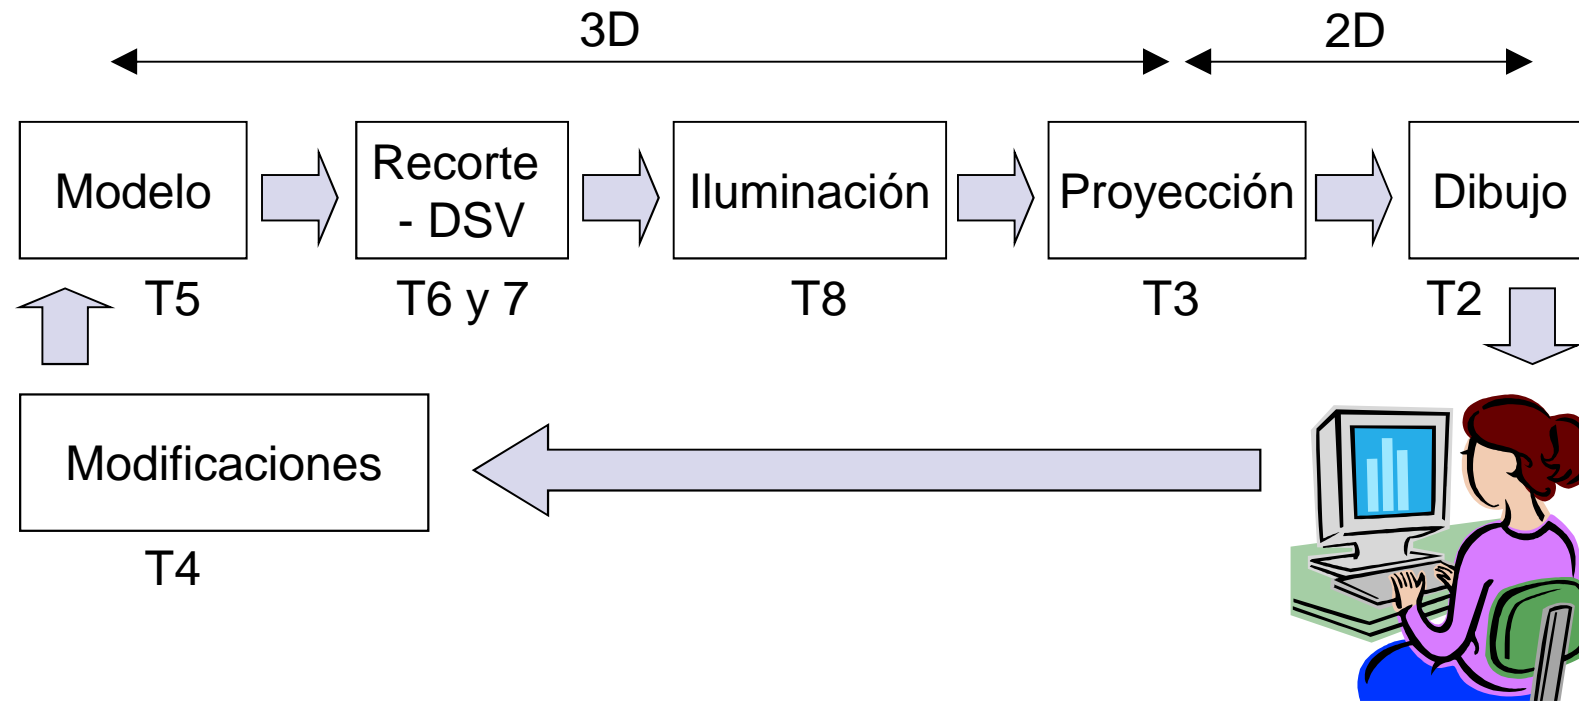 3D
2D
Modelo
Recorte
- DSV
Iluminación
Proyección
Dibujo
T5
T6 y 7
T8
T3
T2
Modificaciones
T4